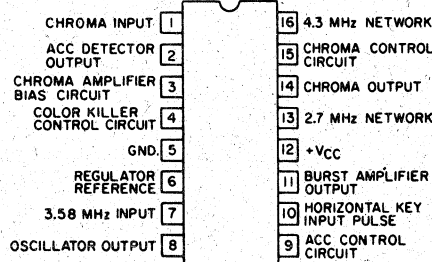 CHROMA INPUT 1
ACC DETECTOR
OUTPUT 2
CHROMA AMPLIFIER
BIAS CIRCUIT 3
COLOR KILLER
CONTROL CIRCUIT 4
GND. 5
REGULATOR
REFERENCE 6
3.58 MHz INPUT 7
OSCILLATOR OUTPUT 8
16 4.3 MHz NETWORK
15 CHROMA CONTROL
CIRCUIT
14 CHROMA OUTPUT
13 2.7 MHz NETWORK
12 +VCC
11 BURST AMPLIFIER
OUTPUT
10 HORIZONTAL KEY
INPUT PULSE
9 ACC CONTROL
CIRCUIT